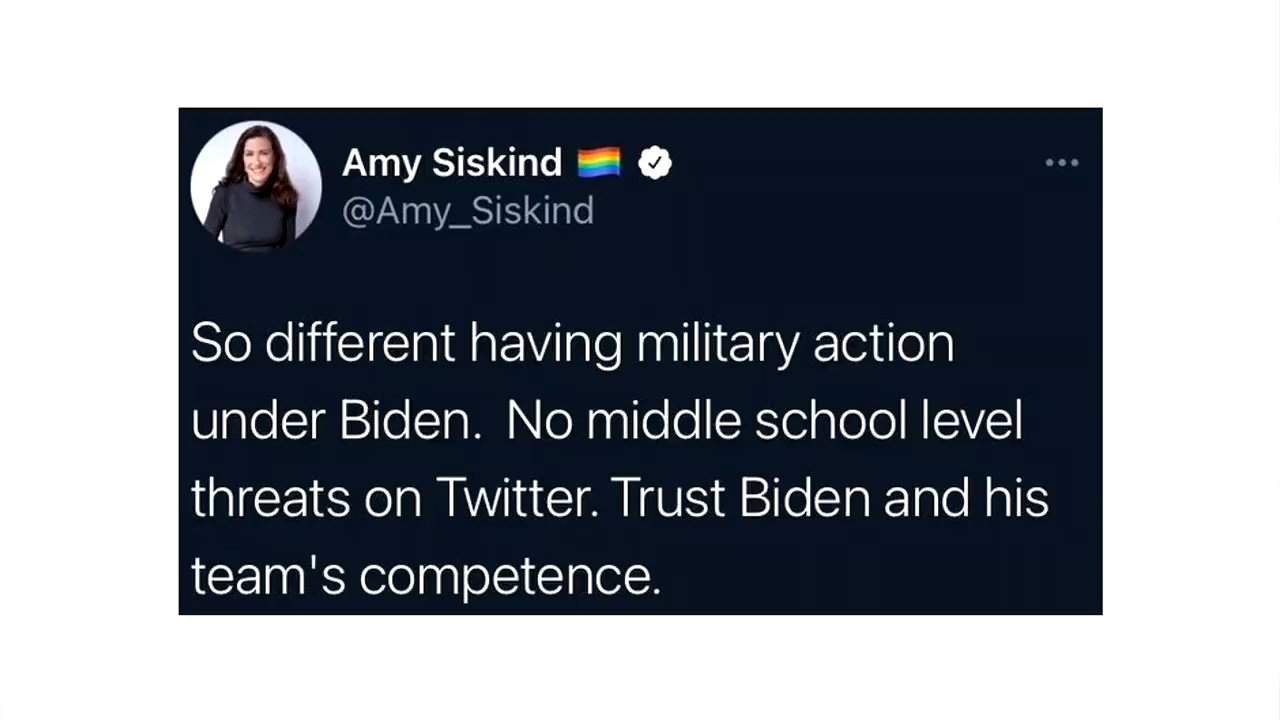 Amy Siskind 🏳️‍🌈
@Amy_Siskind
So different having military action
under Biden.  No middle school level
threats on Twitter. Trust Biden and his
team's competence.